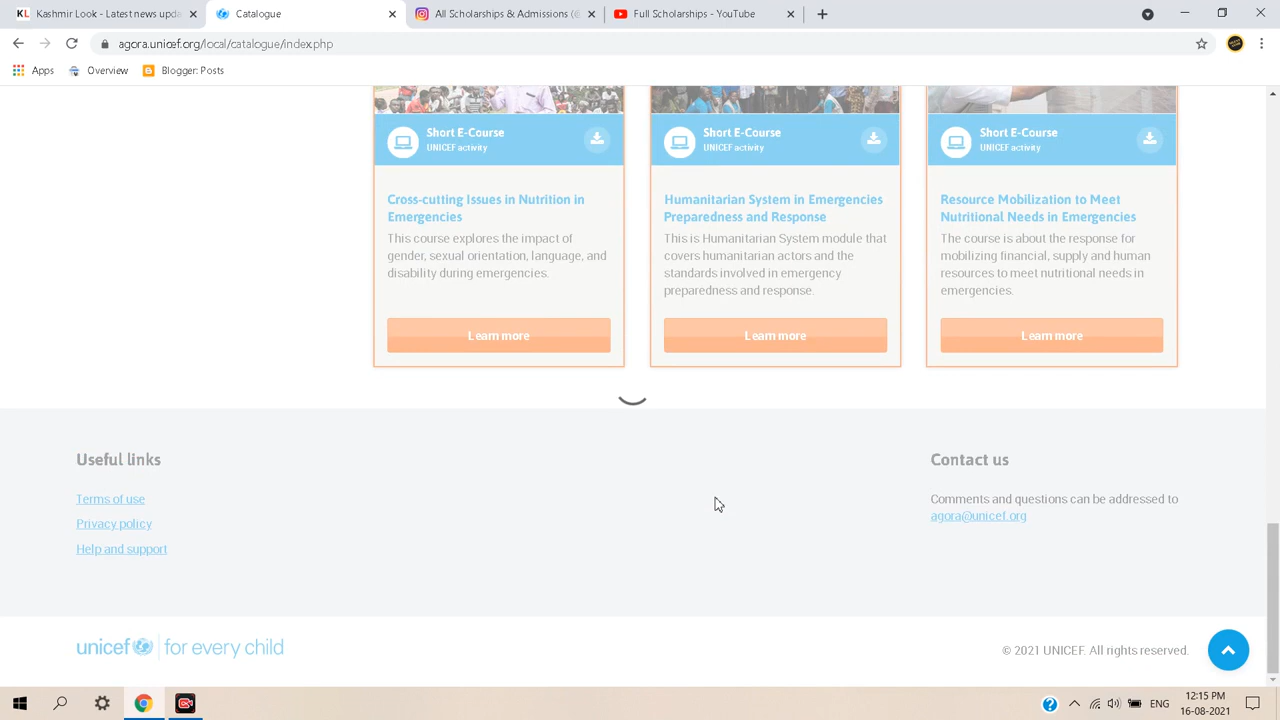 Kashmir Look - Latest news upda
Catalogue
All Scholarships & Admissions (@
Full Scholarships - YouTube
agora.unicef.org/local/catalogue/index.php
Apps
Overview
Blogger: Posts
Short E-Course
UNICEF activity
Short E-Course
UNICEF activity
Short E-Course
UNICEF activity
Cross-cutting Issues in Nutrition in
Emergencies
This course explores the impact of
gender, sexual orientation, language, and
disability during emergencies.
Learn more
Humanitarian System in Emergencies
Preparedness and Response
This is Humanitarian System module that
covers humanitarian actors and the
standards involved in emergency
preparedness and response.
Learn more
Resource Mobilization to Meet
Nutritional Needs in Emergencies
The course is about the response for
mobilizing financial, supply and human
resources to meet nutritional needs in
emergencies.
Learn more
Useful links
Terms of use
Privacy policy
Help and support
Contact us
Comments and questions can be addressed to
agora@unicef.org
unicef for every child
© 2021 UNICEF. All rights reserved.
ENG
12:15 PM
16-08-2021